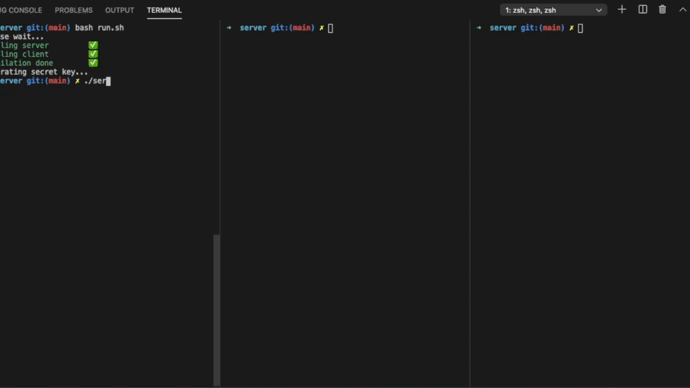 UG CONSOLE PROBLEMS OUTPUT TERMINAL 1: zsh, zsh, zsh
server git:(main) bash run.sh
se wait...
ling server ✅
ling client ✅
ilation done ✅
rating secret key...
erver git:(main) ✗ ./ser
➜ server git:(main) ✗
➜ server git:(main) ✗